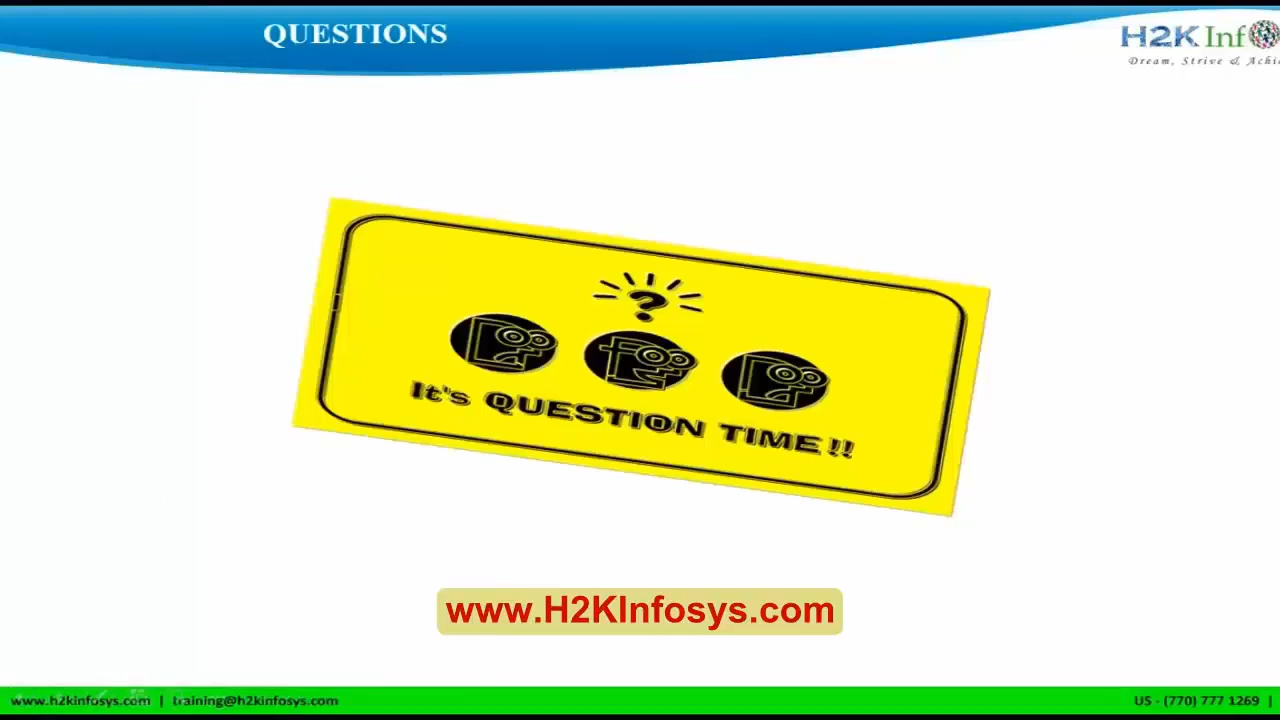 QUESTIONS
H2K Inf
Dream, Strive & Achi
?
It's QUESTION TIME!!
www.H2KInfosys.com
www.h2kinfosys.com | training@h2kinfosys.com
US - (770) 777 1269 |